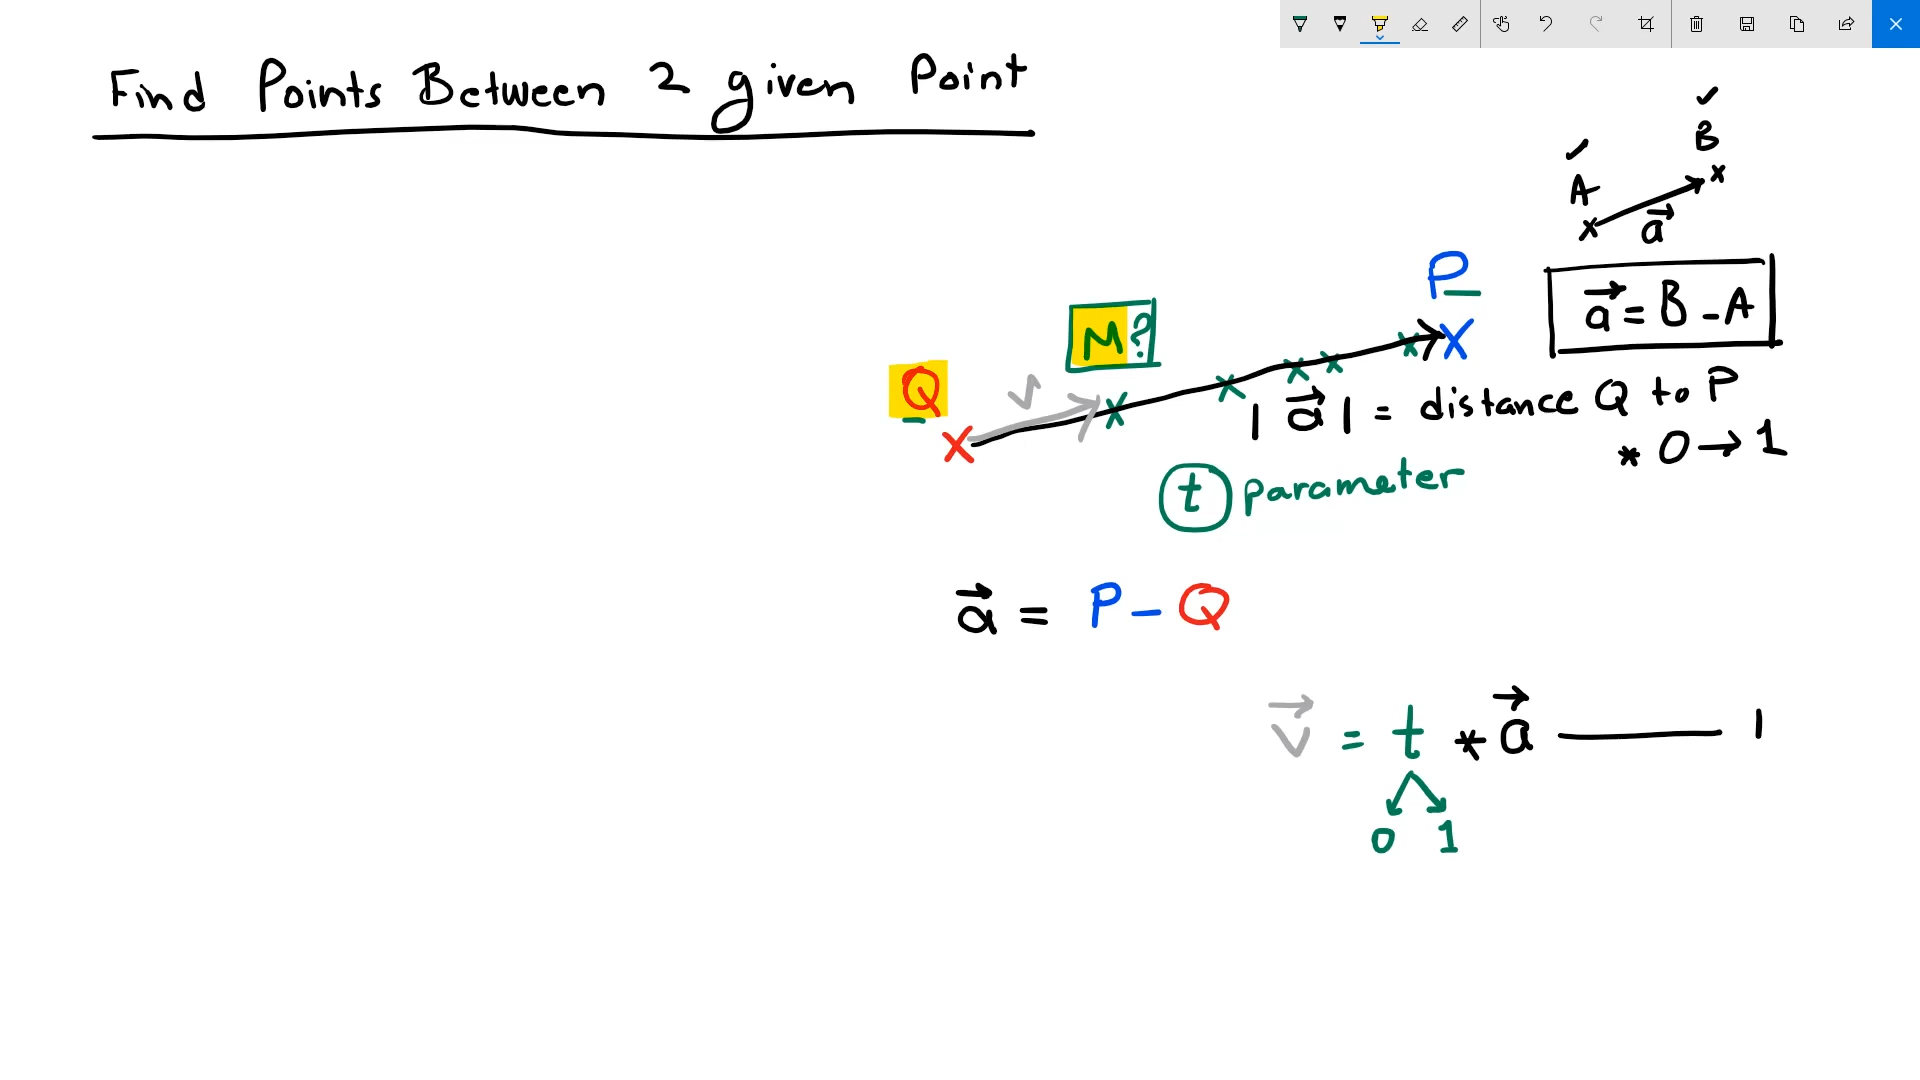 Find Points Between 2 given Point
B
A
a
P
a = B - A
M?
Q
v
| a | = distance Q to P
* 0 → 1
t parameter
a = P - Q
v = t * a — 1
0 1